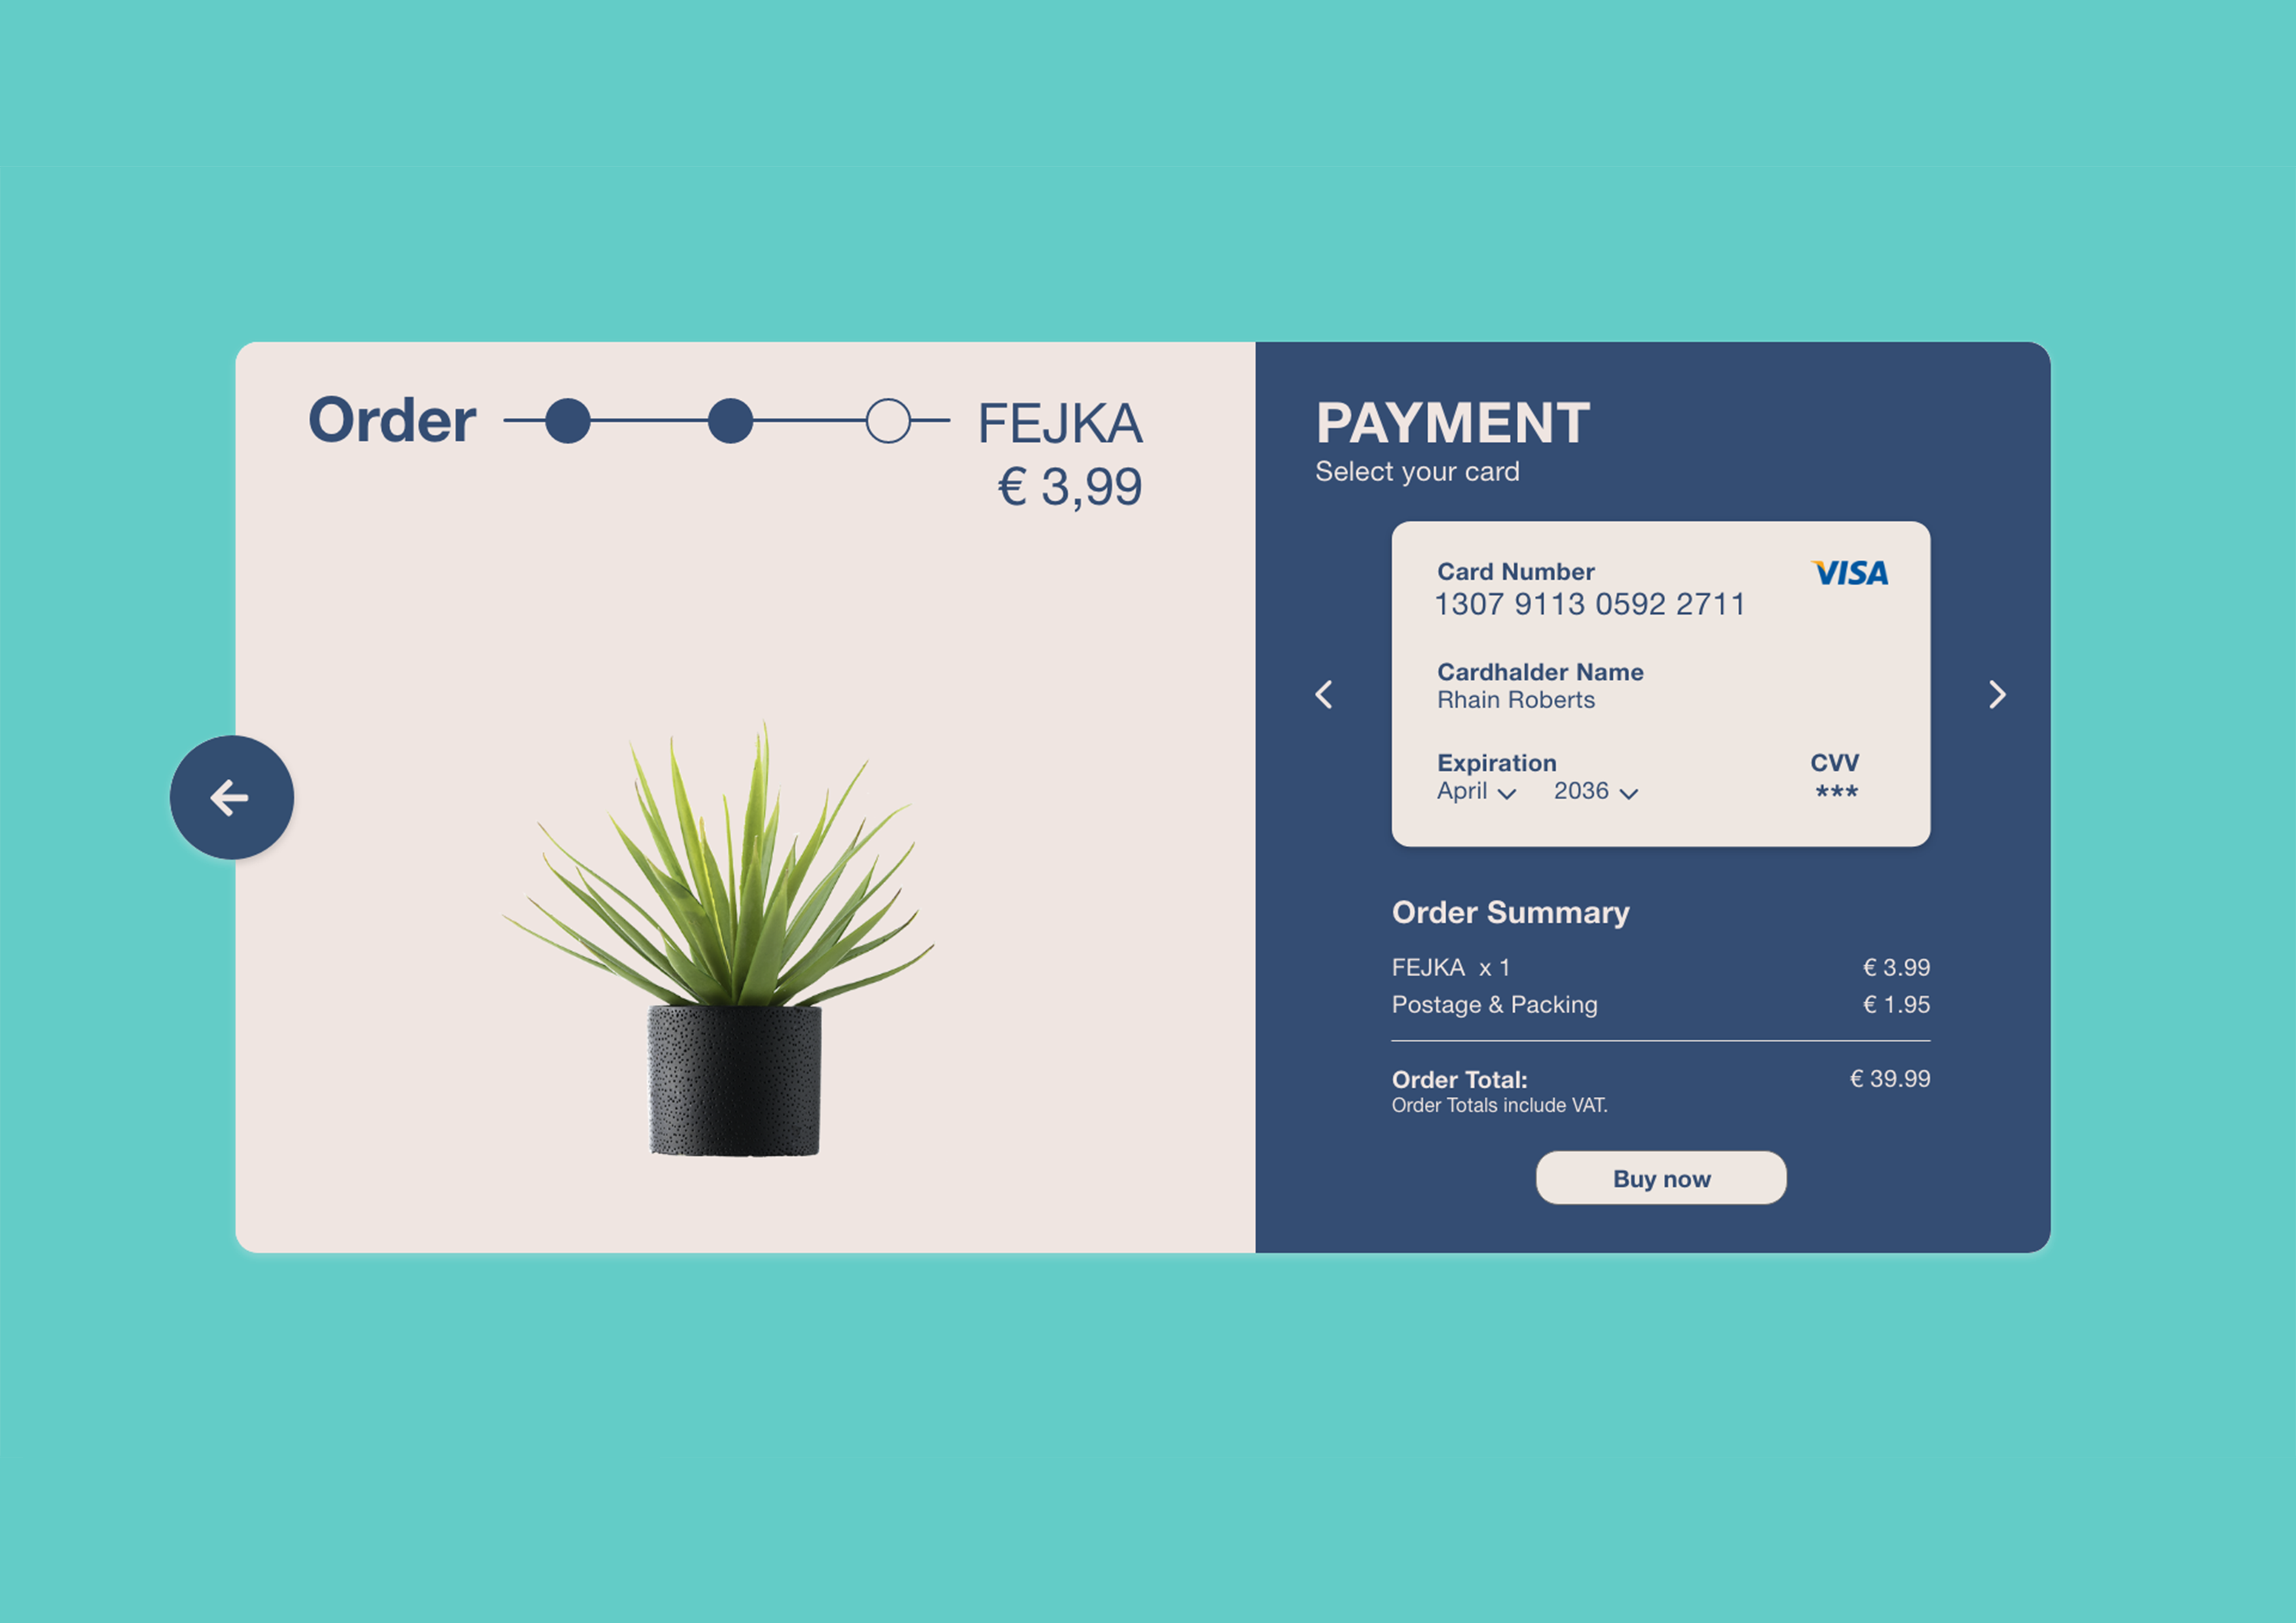 Order
FEJKA
€ 3,99
PAYMENT
Select your card
Card Number
VISA
1307 9113 0592 2711
Cardhalder Name
Rhain Roberts
Expiration
CVV
April
2036
***
Order Summary
FEJKA x 1
€ 3.99
Postage & Packing
€ 1.95
Order Total:
€ 39.99
Order Totals include VAT.
Buy now